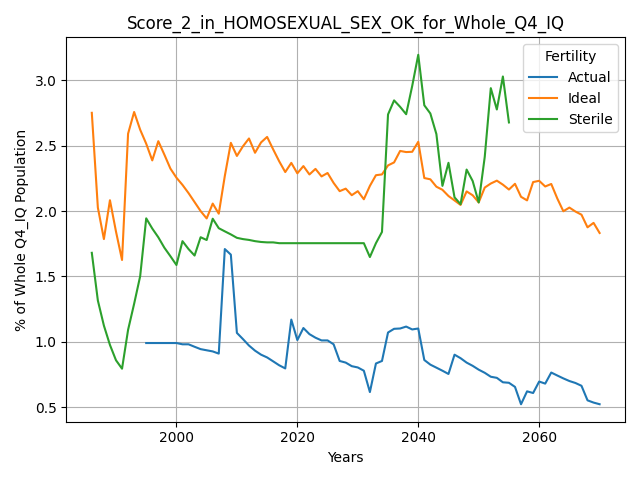 Score_2_in_HOMOSEXUAL_SEX_OK_for_Whole_Q4_IQ
Fertility
Actual
Ideal
Sterile
% of Whole Q4_IQ Population
3.0
2.5
2.0
1.5
1.0
0.5
2000
2020
2040
2060
Years